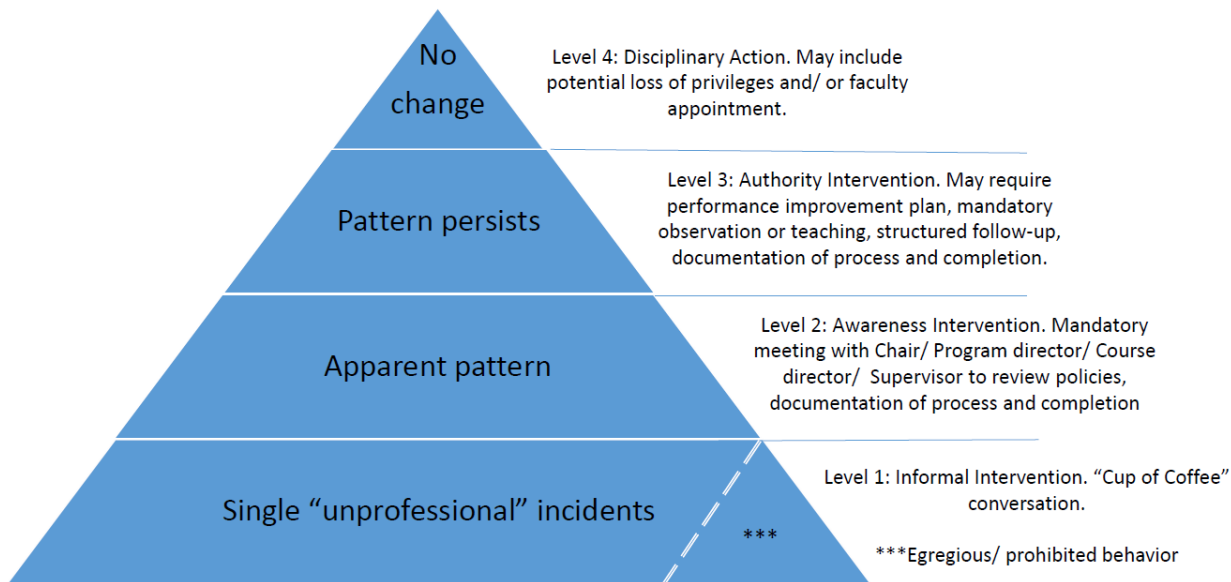 No
change
Level 4: Disciplinary Action. May include
potential loss of privileges and/ or faculty
appointment.
Pattern persists
Level 3: Authority Intervention. May require
performance improvement plan, mandatory
observation or teaching, structured follow-up,
documentation of process and completion.
Apparent pattern
Level 2: Awareness Intervention. Mandatory
meeting with Chair/ Program director/ Course
director/ Supervisor to review policies,
documentation of process and completion
Single “unprofessional” incidents
***
Level 1: Informal Intervention. “Cup of Coffee”
conversation.
***Egregious/ prohibited behavior